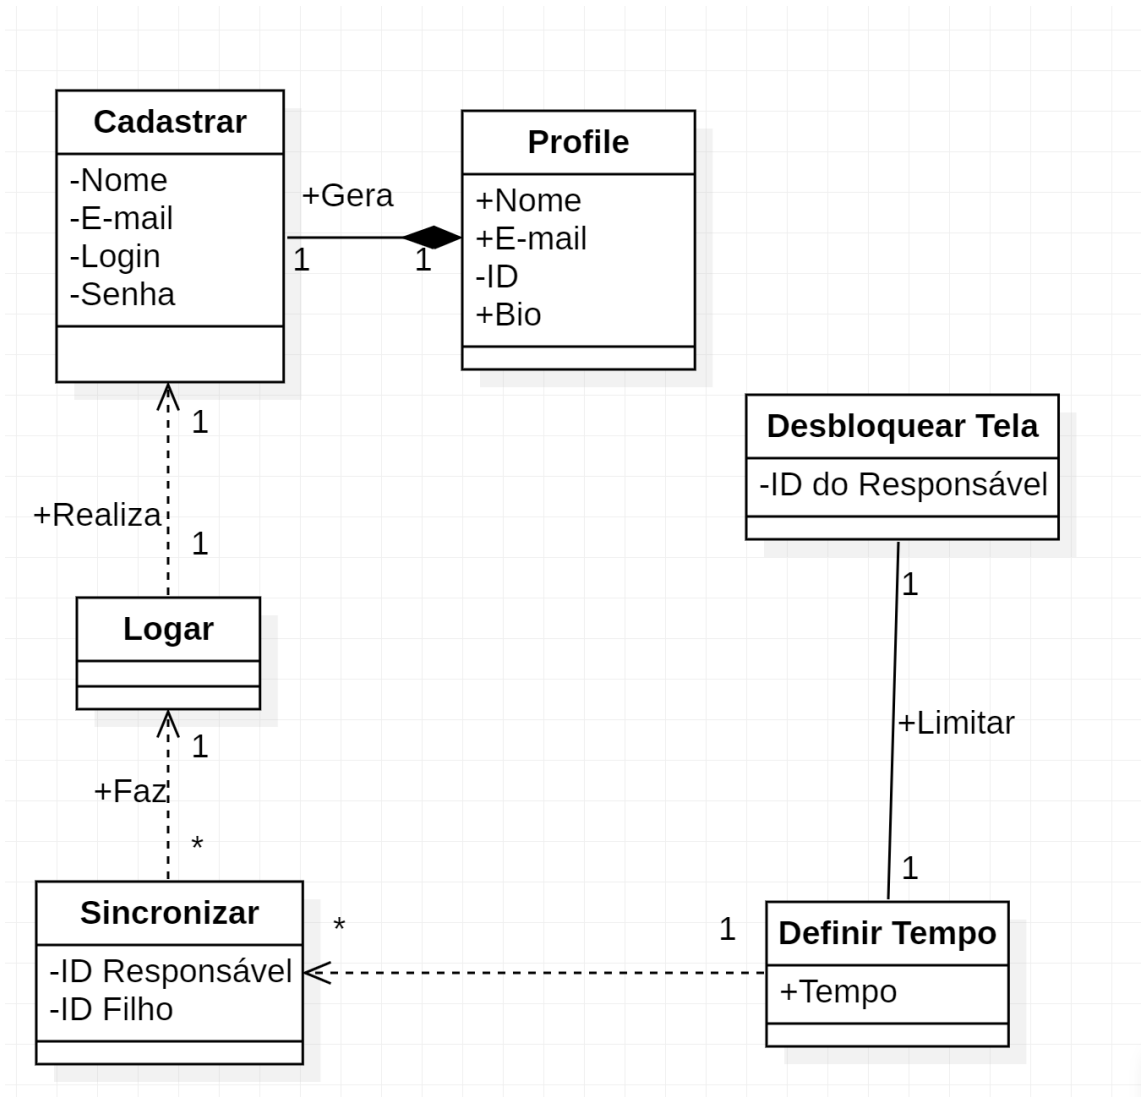 Cadastrar
-Nome
-E-mail
-Login
-Senha
+Gera
1
1
Profile
+Nome
+E-mail
-ID
+Bio
1
+Realiza
1
Logar
1
+Faz
*
Sincronizar
-ID Responsável
-ID Filho
*
1
Desbloquear Tela
-ID do Responsável
1
+Limitar
1
Definir Tempo
+Tempo